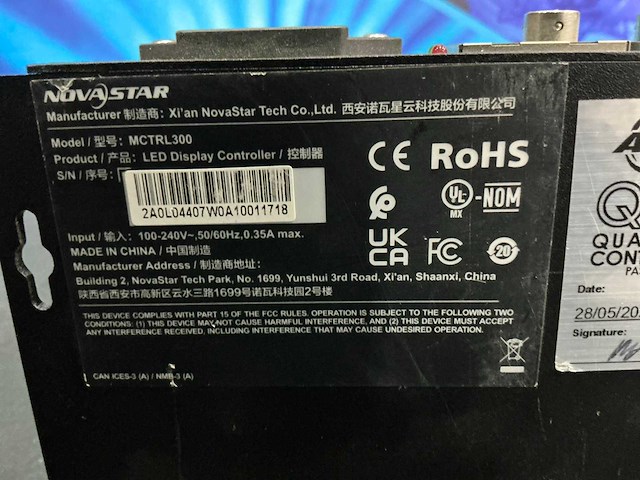 NOVASTAR
Manufacturer 制造商: Xi'an NovaStar Tech Co.,Ltd. 西安诺瓦星云科技股份有限公司
Model / 型号: MCTRL300
Product / 产品: LED Display Controller / 控制器
S/N / 序号:
2A0L04407W0A10011718
Input / 输入: 100-240V~,50/60Hz,0.35A max.
MADE IN CHINA / 中国制造
Manufacturer Address / 制造商地址:
Building 2, NovaStar Tech Park, No. 1699, Yunshui 3rd Road, Xi'an, Shaanxi, China
陕西省西安市高新区云水三路1699号诺瓦科技园2号楼
THIS DEVICE COMPLIES WITH PART 15 OF THE FCC RULES. OPERATION IS SUBJECT TO THE FOLLOWING TWO
CONDITIONS: (1) THIS DEVICE MAY NOT CAUSE HARMFUL INTERFERENCE, AND (2) THIS DEVICE MUST ACCEPT
ANY INTERFERENCE RECEIVED, INCLUDING INTERFERENCE THAT MAY CAUSE UNDESIRED OPERATION.
CAN ICES-3 (A) / NMB-3 (A)
CE RoHS
UL -NOM
MX
UK
CA
FC
20
QUA
CONT
PA
Date:
28/05/20
Signature: